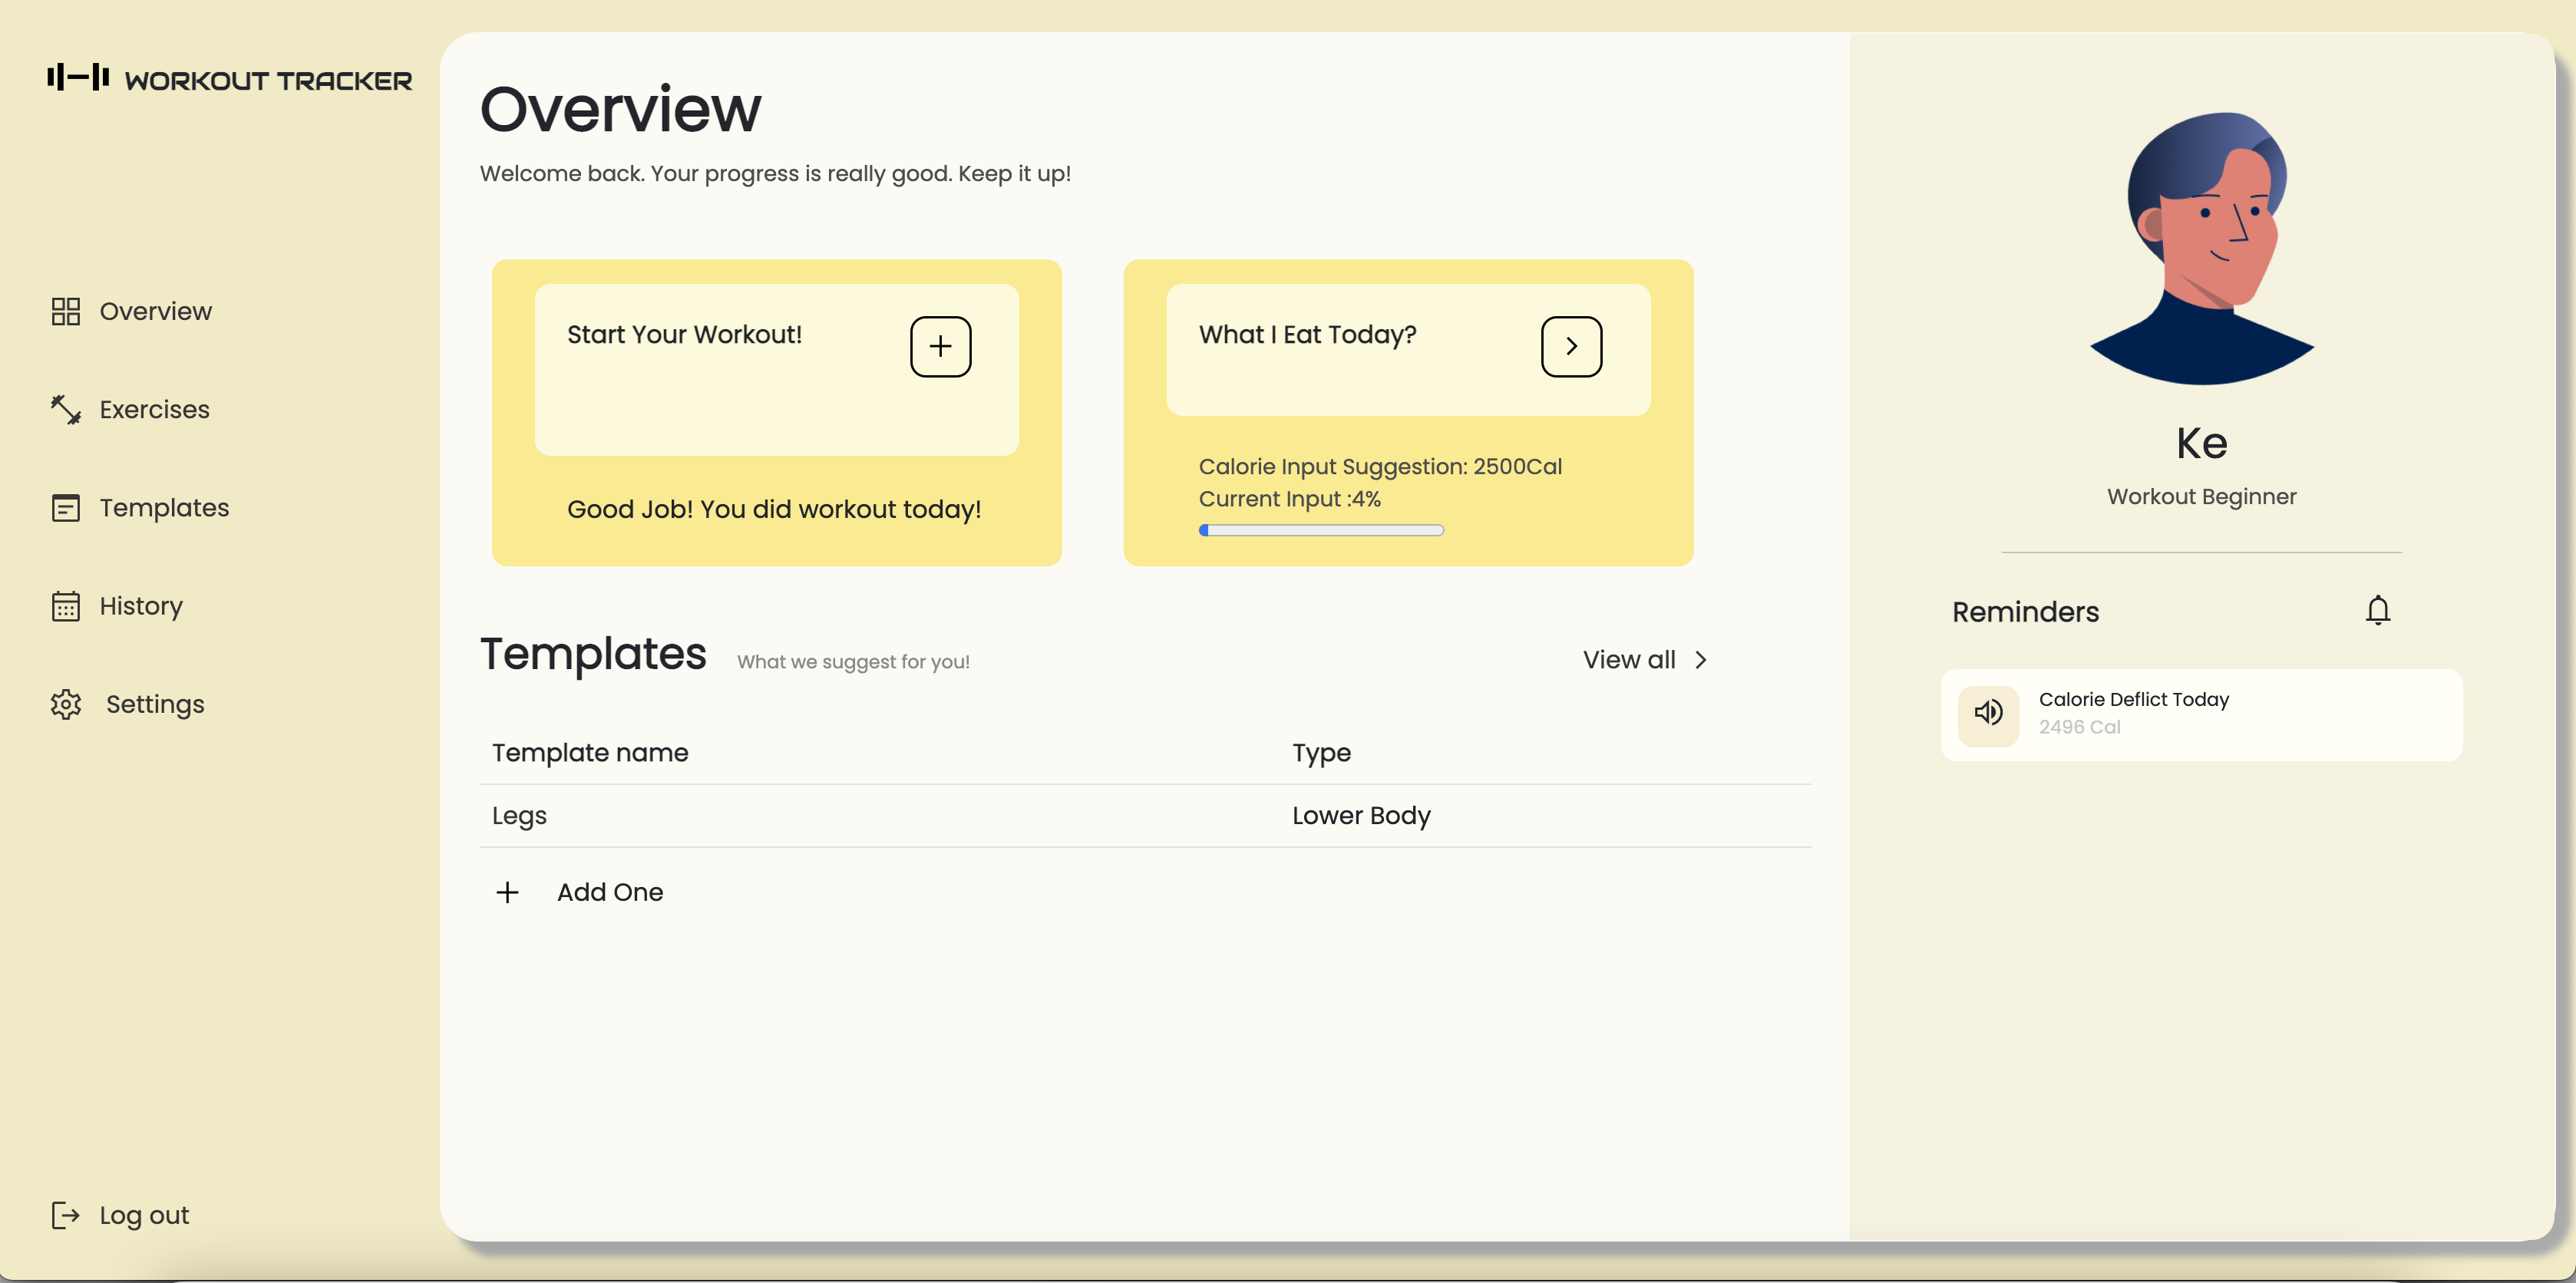 WORKOUT TRACKER
Overview
Exercises
Templates
History
Settings
Log out
Overview
Welcome back. Your progress is really good. Keep it up!
Start Your Workout!
Good Job! You did workout today!
What I Eat Today?
Calorie Input Suggestion: 2500Cal
Current Input :4%
Templates What we suggest for you!
View all
Template name Type
Legs Lower Body
Add One
Ke
Workout Beginner
Reminders
Calorie Deflict Today
2496 Cal